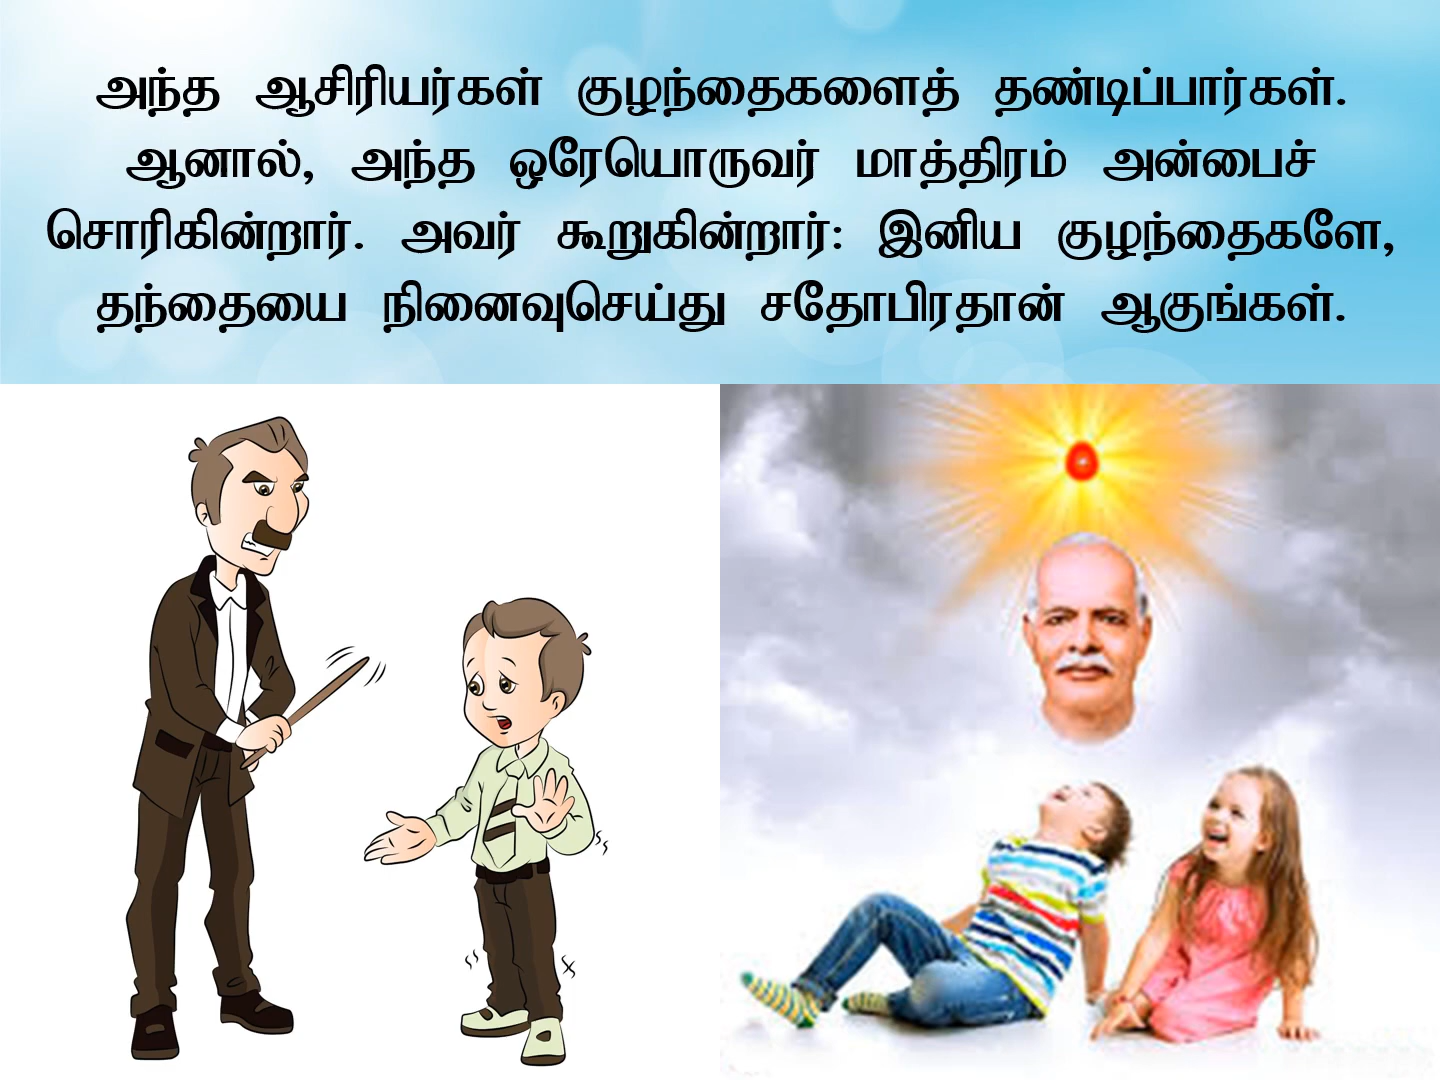 அந்த ஆசிரியர்கள் குழந்தைகளைத் தண்டிப்பார்கள்.
ஆனால், அந்த ஒரேயொருவர் மாத்திரம் அன்பைச்
சொரிகின்றார். அவர் கூறுகின்றார்: இனிய குழந்தைகளே,
தந்தையை நினைவுசெய்து சதோபிரதான் ஆகுங்கள்.